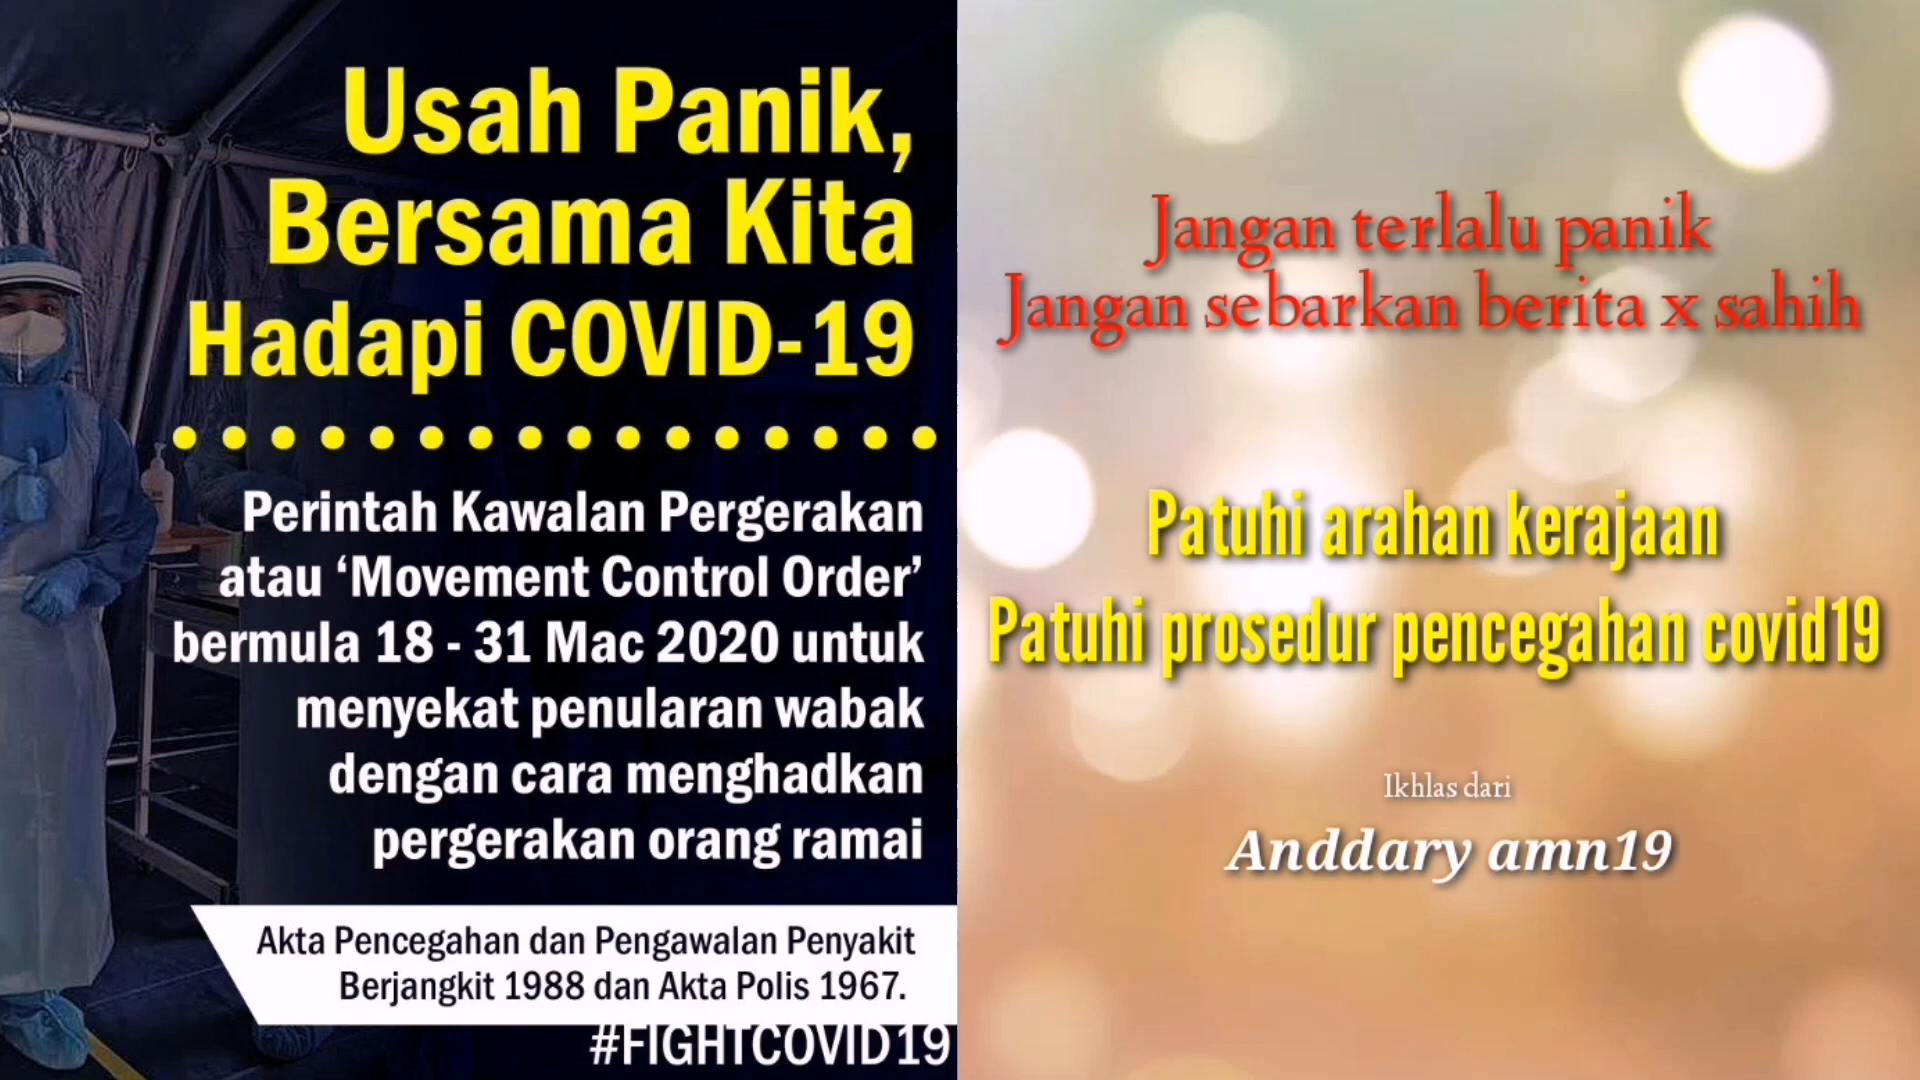 Usah Panik,
Bersama Kita
Hadapi COVID-19
Perintah Kawalan Pergerakan
atau ‘Movement Control Order’
bermula 18 - 31 Mac 2020 untuk
menyekat penularan wabak
dengan cara menghadkan
pergerakan orang ramai
Akta Pencegahan dan Pengawalan Penyakit
Berjangkit 1988 dan Akta Polis 1967.
#FIGHTCOVID19
Jangan terlalu panik
Jangan sebarkan berita x sahih
Patuhi arahan kerajaan
Patuhi prosedur pencegahan covid19
Ikhlas dari
Anddary amn19